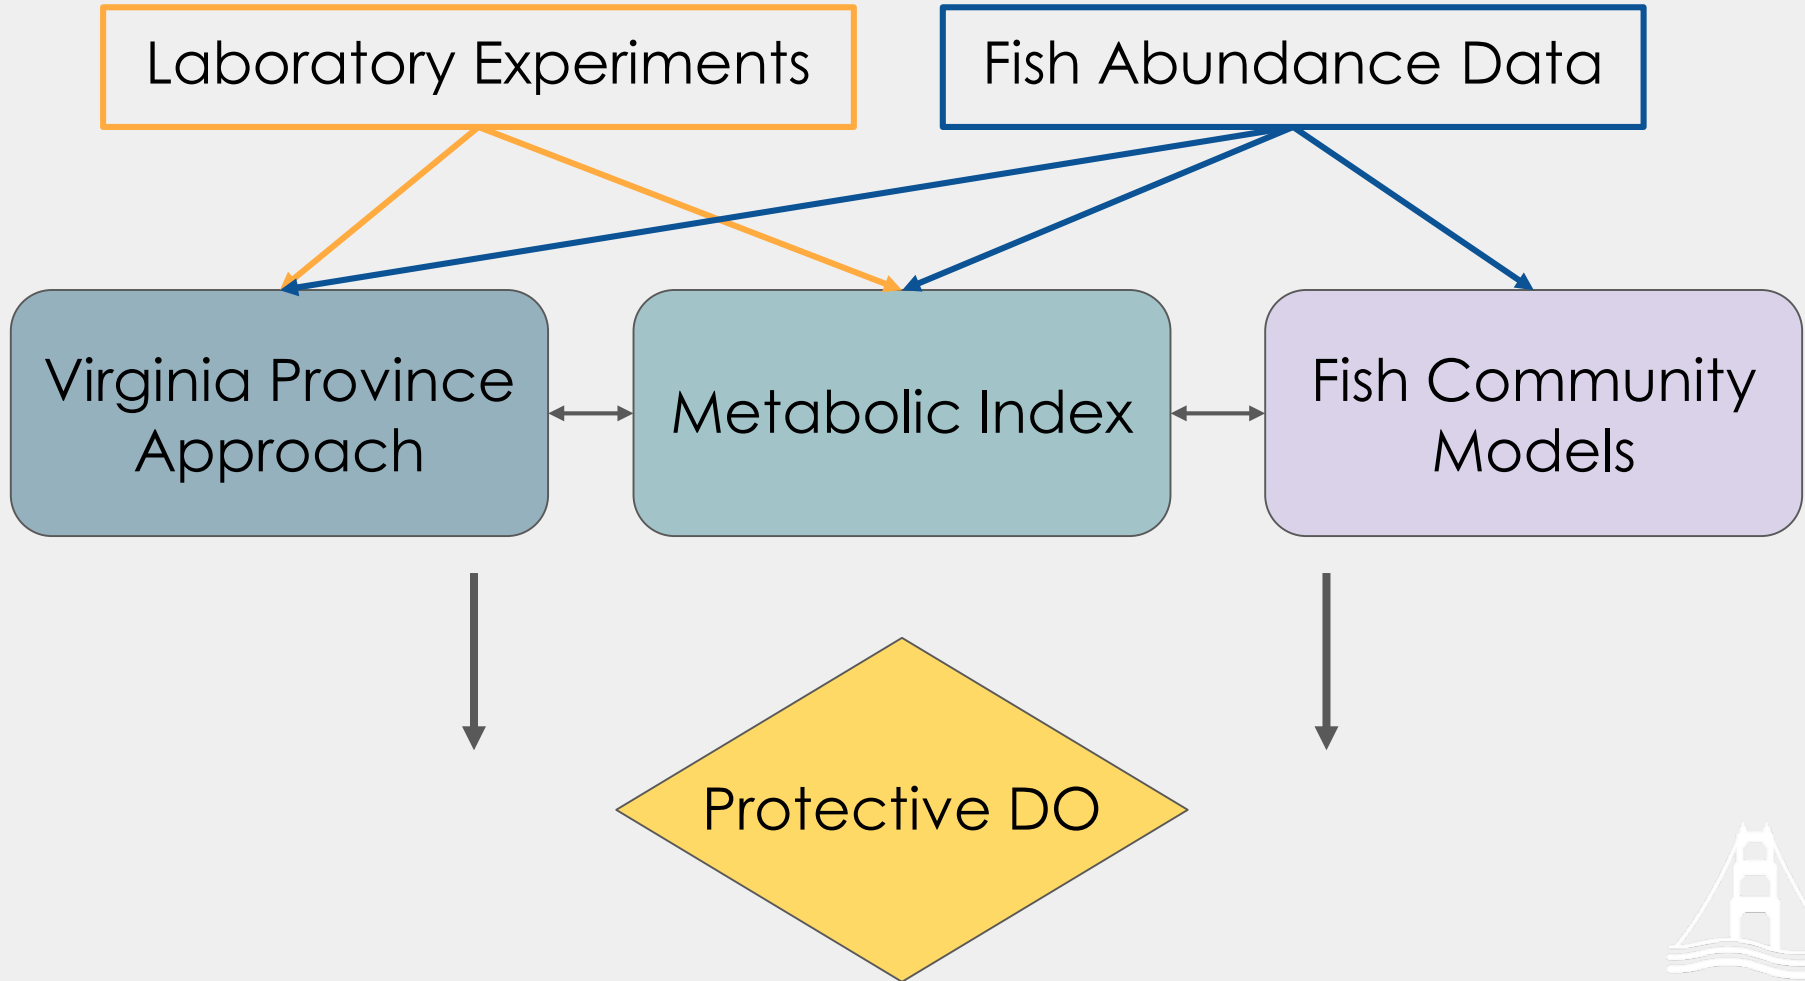 Laboratory Experiments
Fish Abundance Data
Virginia Province
Approach
Metabolic Index
Fish Community
Models
Protective DO